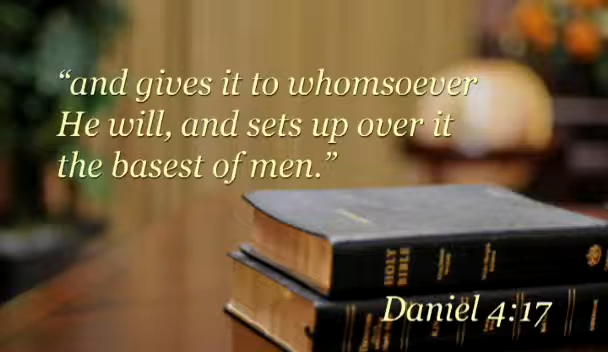 “and gives it to whomsoever
He will, and sets up over it
the basest of men.”
HOLY
BIBLE
Daniel 4:17